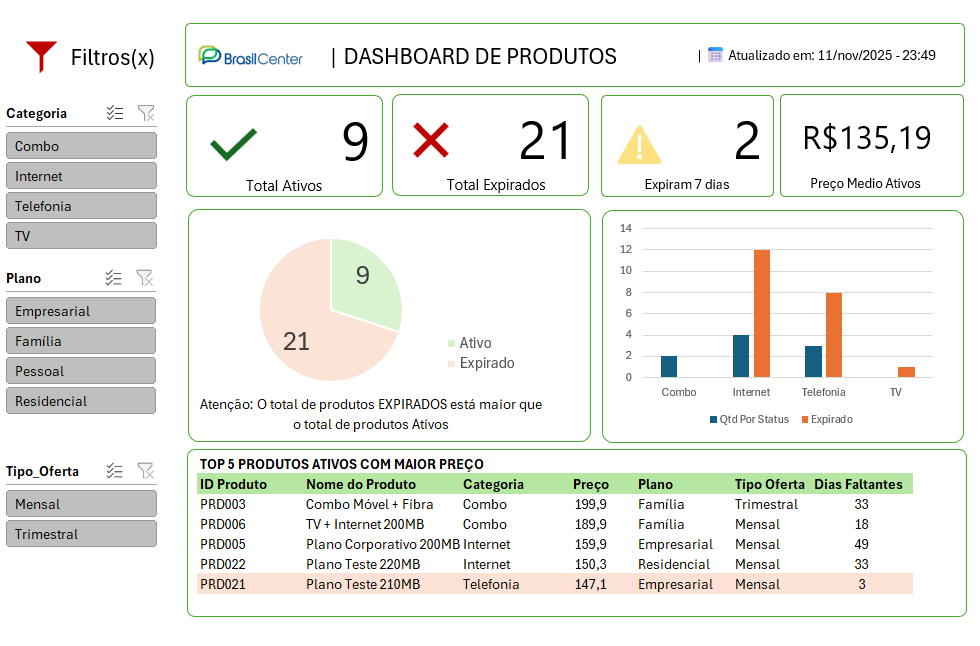 Filtros(x)
BrasilCenter
| DASHBOARD DE PRODUTOS
| Atualizado em: 11/nov/2025 - 23:49
Categoria
Combo
Internet
Telefonia
TV
Plano
Empresarial
Família
Pessoal
Residencial
Tipo_Oferta
Mensal
Trimestral
9
Total Ativos
21
Total Expirados
2
Expiram 7 dias
R$135,19
Preço Medio Ativos
9
21
Ativo
Expirado
Atenção: O total de produtos EXPIRADOS está maior que
o total de produtos Ativos
14
12
10
8
6
4
2
0
Combo Internet Telefonia TV
Qtd Por Status Expirado
TOP 5 PRODUTOS ATIVOS COM MAIOR PREÇO
ID Produto Nome do Produto Categoria Preço Plano Tipo Oferta Dias Faltantes
PRD003 Combo Móvel + Fibra Combo 199,9 Família Trimestral 33
PRD006 TV + Internet 200MB Combo 189,9 Família Mensal 18
PRD005 Plano Corporativo 200MB Internet 159,9 Empresarial Mensal 49
PRD022 Plano Teste 220MB Internet 150,3 Residencial Mensal 33
PRD021 Plano Teste 210MB Telefonia 147,1 Empresarial Mensal 3